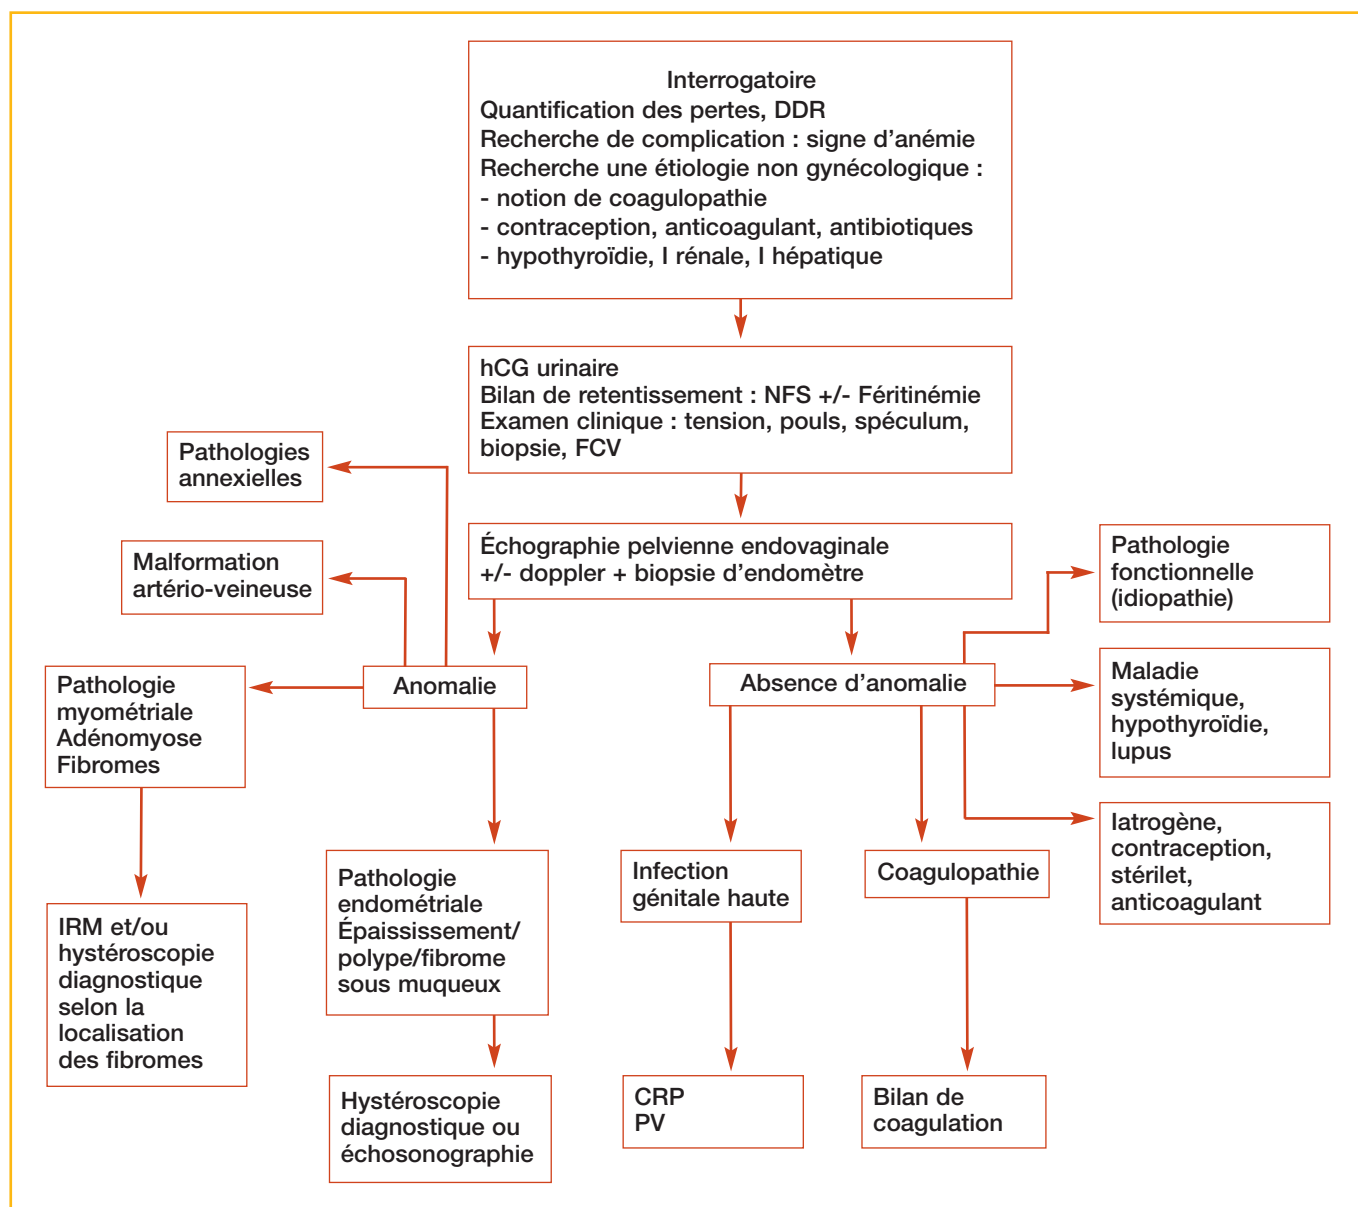 Interrogatoire
Quantification des pertes, DDR
Recherche de complication : signe d'anémie
Recherche une étiologie non gynécologique :
- notion de coagulopathie
- contraception, anticoagulant, antibiotiques
- hypothyroïdie, I rénale, I hépatique
hCG urinaire
Bilan de retentissement : NFS +/- Féritinémie
Examen clinique : tension, pouls, spéculum,
biopsie, FCV
Pathologies
annexielles
Échographie pelvienne endovaginale
+/- doppler + biopsie d'endomètre
Malformation
artério-veineuse
Pathologie
fonctionnelle
(idiopathie)
Anomalie
Absence d'anomalie
Pathologie
myométriale
Adénomyose
Fibromes
Maladie
systémique,
hypothyroïdie,
lupus
Iatrogène,
contraception,
stérilet,
anticoagulant
Pathologie
endométriale
Épaississement/
polype/fibrome
sous muqueux
Infection
génitale haute
Coagulopathie
IRM et/ou
hystéroscopie
diagnostique
selon la
localisation
des fibromes
Hystéroscopie
diagnostique ou
échosonographie
CRP
PV
Bilan de
coagulation